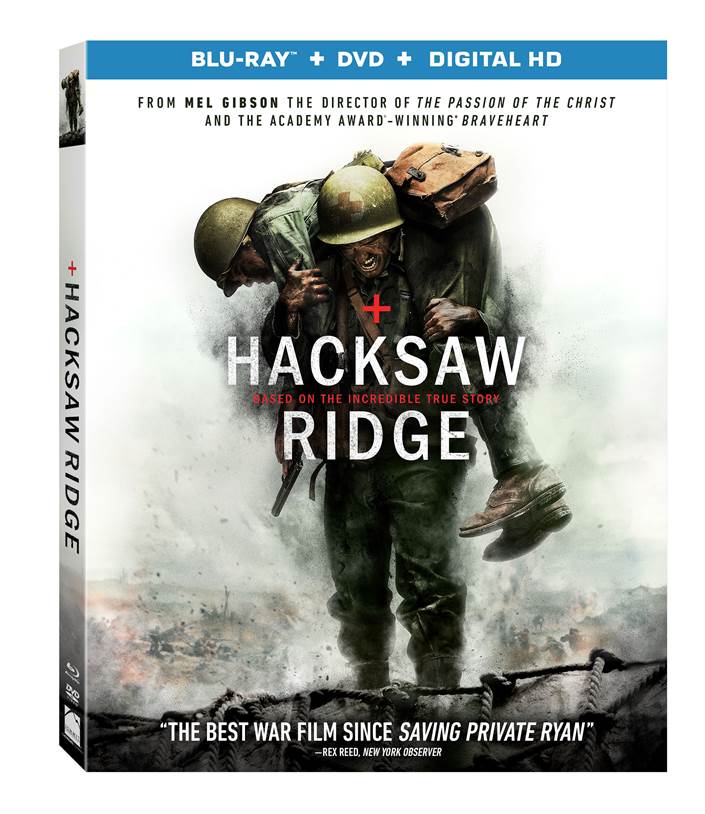 BLU-RAY™ + DVD + DIGITAL HD
FROM MEL GIBSON THE DIRECTOR OF THE PASSION OF THE CHRIST
AND THE ACADEMY AWARD®-WINNING* BRAVEHEART
+
HACKSAW
BASED ON THE INCREDIBLE TRUE STORY
RIDGE
"THE BEST WAR FILM SINCE SAVING PRIVATE RYAN"
—REX REED, NEW YORK OBSERVER
+ HACKSAW RIDGE
DVD